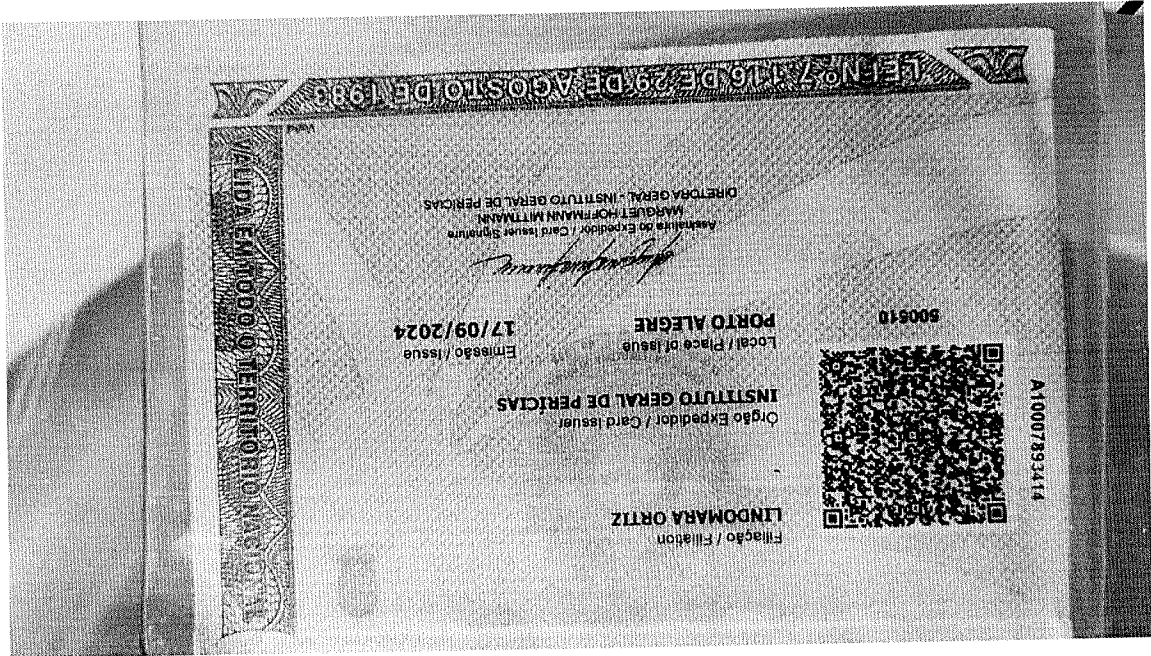 Filiação / Filiation
LINDOMARA ORTIZ
-
Órgão Expedidor / Card Issuer
INSTITUTO GERAL DE PERÍCIAS
Local / Place of Issue
PORTO ALEGRE
Emissão / Issue
17/09/2024
Assinatura do Expedidor / Card Issuer Signature
MARGUET HOFFMANN MITTMANN
DIRETORA GERAL - INSTITUTO GERAL DE PERÍCIAS
A10007893414
LEI Nº 7.116 DE 29 DE AGOSTO DE 1983
VÁLIDA EM TODO O TERRITÓRIO NACIONAL